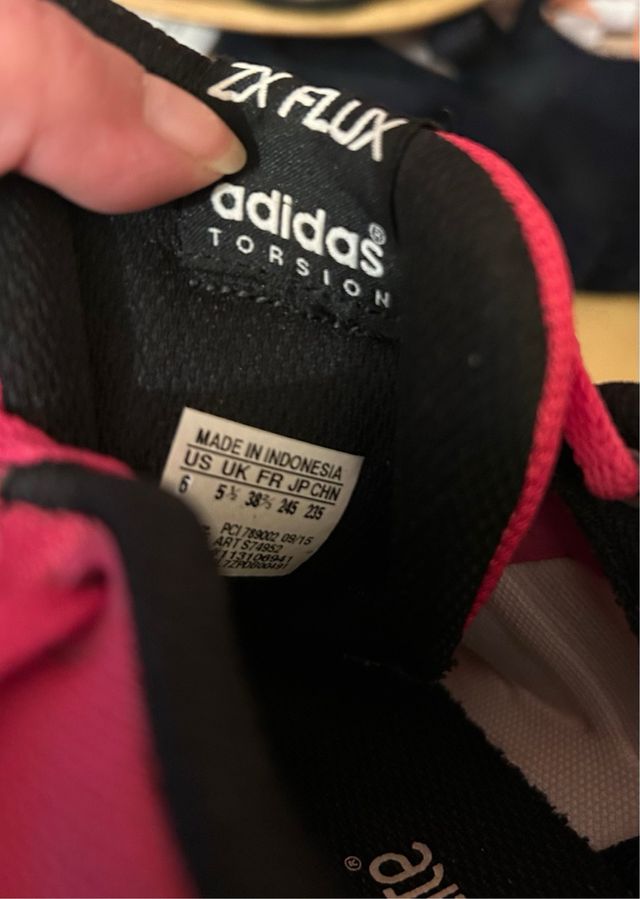 ZX FLUX
adidas®
TORSION
MADE IN INDONESIA
US UK FR JP CHN
6 5½ 38⅔ 245 235
PCI 789002 09/15
ART S74952
113106941
®